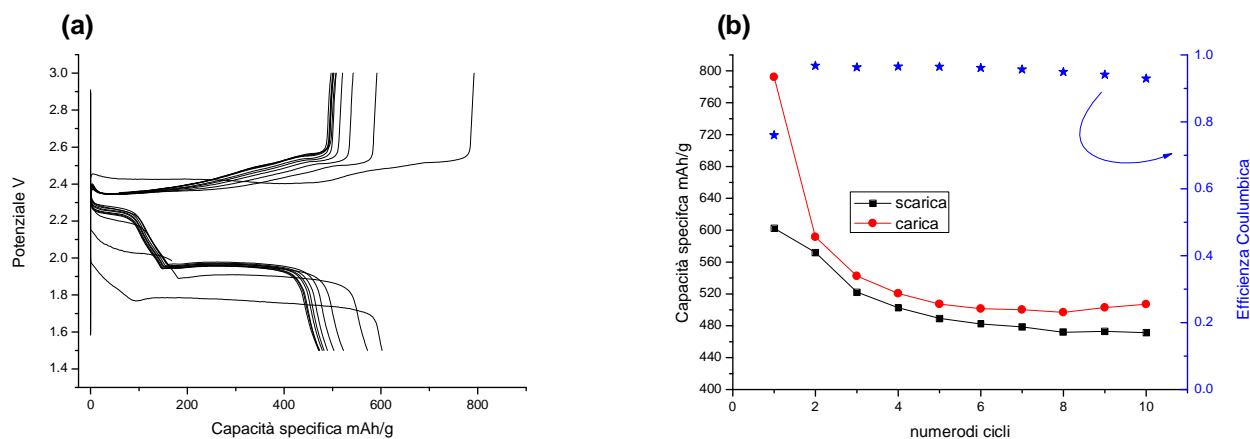 (a)
3.0
2.8
2.6
2.4
2.2
2.0
1.8
1.6
1.4
Potenziale V
0 200 400 600 800
Capacità specifica mAh/g
(b)
800
760
720
680
640
600
560
520
480
440
400
Capacità specifca mAh/g
scarica
carica
1.0
0.8
0.6
0.4
0.2
0.0
Efficienza Coulumbica
0 2 4 6 8 10
numerodi cicli